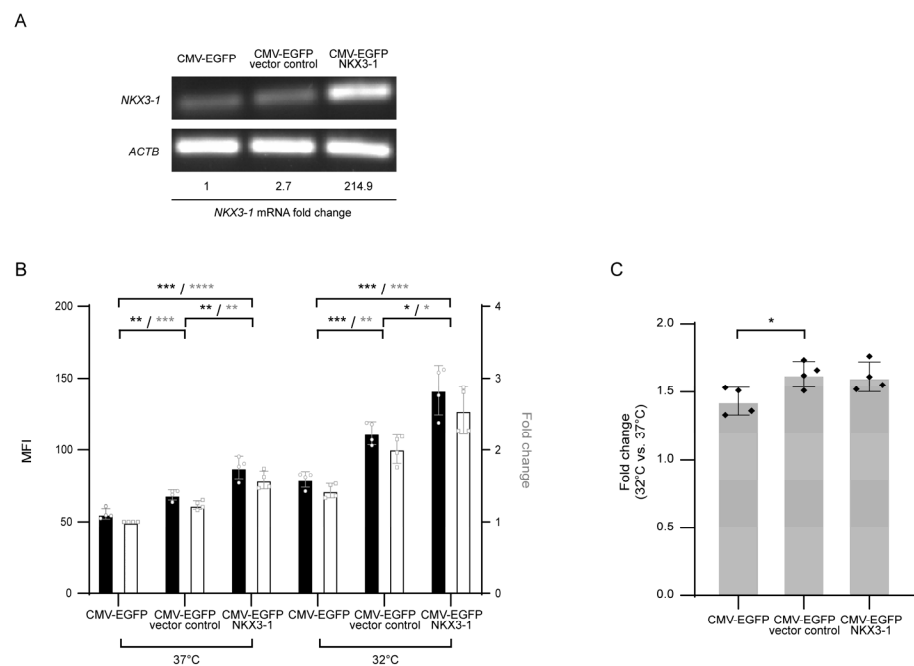 A
CMV-EGFP
CMV-EGFP
vector control
CMV-EGFP
NKX3-1
NKX3-1
ACTB
1 2.7 214.9
NKX3-1 mRNA fold change
B
*** / ****
** / ***
** / **
*** / ***
*** / **
* / *
200
150
100
50
0
MFI
4
3
2
1
0
Fold change
CMV-EGFP
CMV-EGFP
vector control
CMV-EGFP
NKX3-1
CMV-EGFP
CMV-EGFP
vector control
CMV-EGFP
NKX3-1
37°C
32°C
C
*
2.0
1.5
1.0
0.5
0.0
Fold change
(32°C vs. 37°C)
CMV-EGFP
CMV-EGFP
vector control
CMV-EGFP
NKX3-1